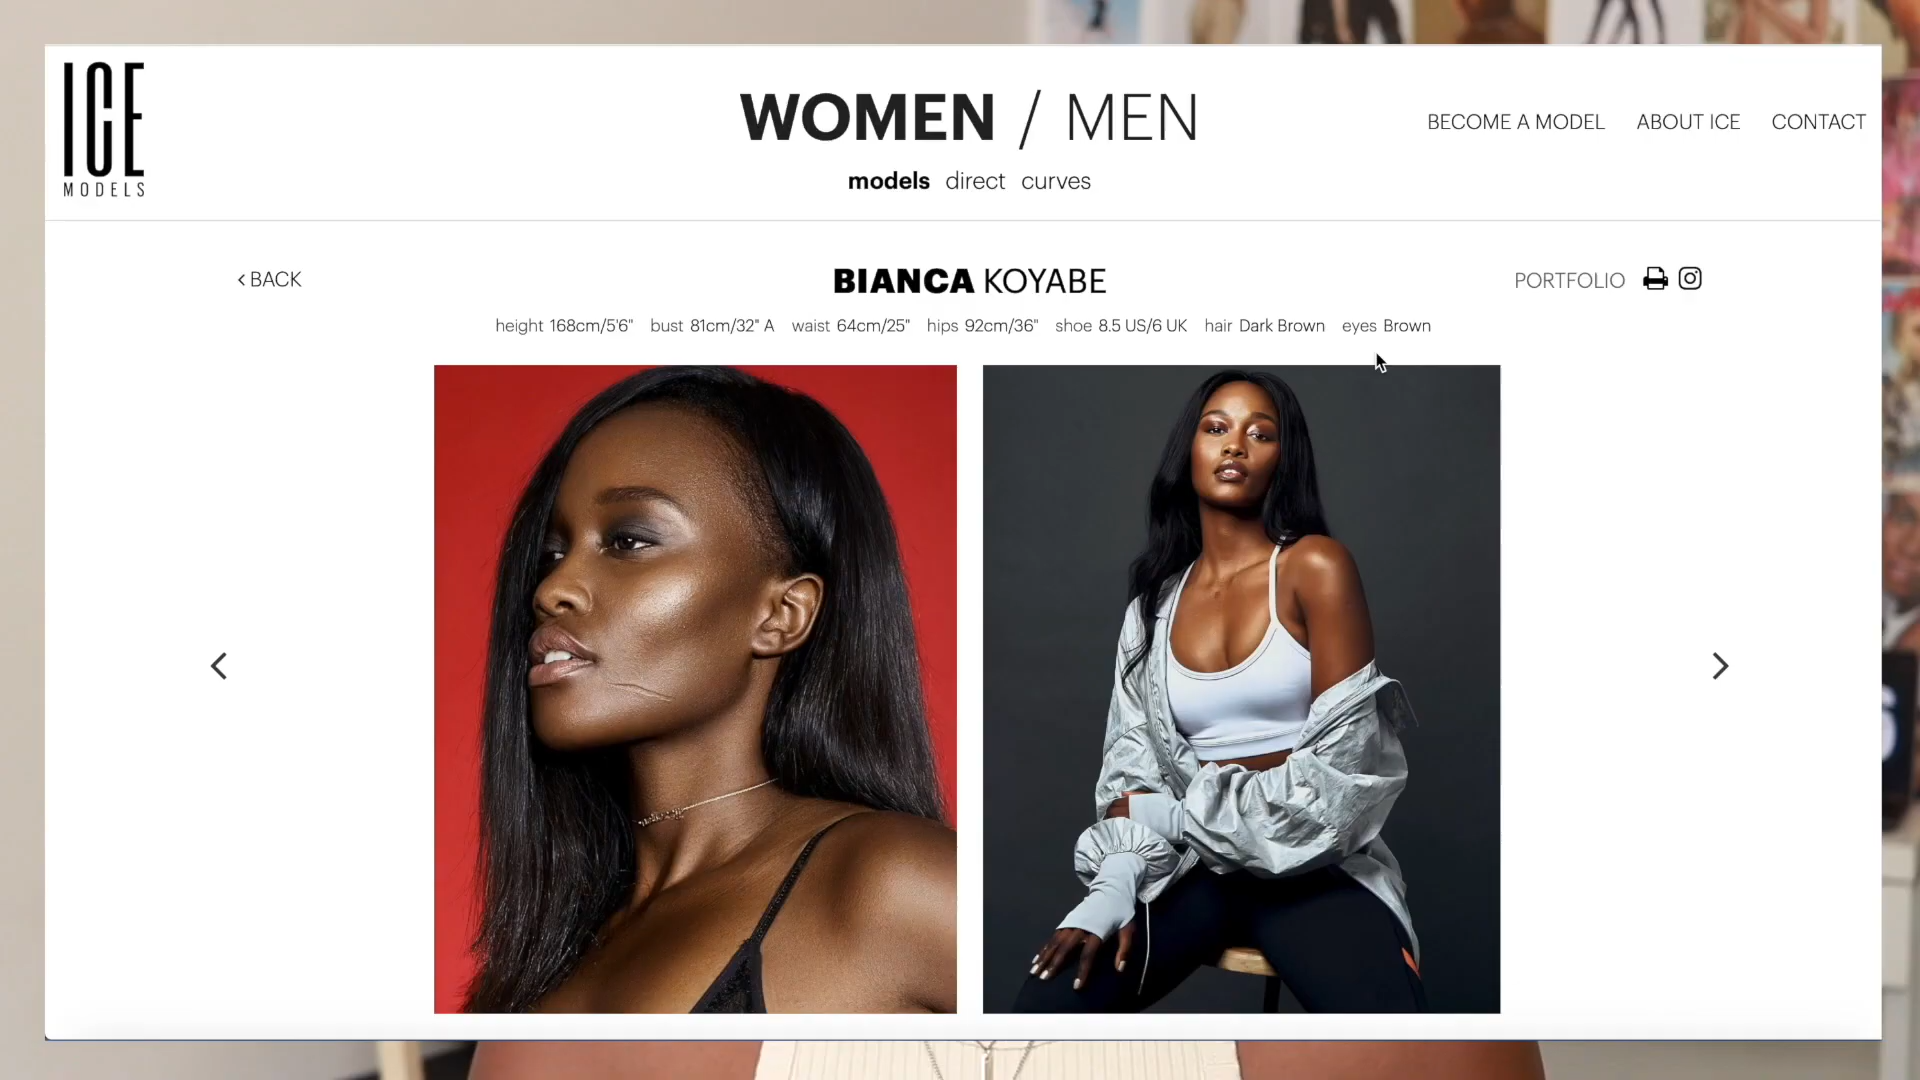 ICE
MODELS
WOMEN / MEN
models direct curves
BECOME A MODEL ABOUT ICE CONTACT
< BACK
BIANCA KOYABE
PORTFOLIO
height 168cm/5'6" bust 81cm/32" A waist 64cm/25" hips 92cm/36" shoe 8.5 US/6 UK hair Dark Brown eyes Brown